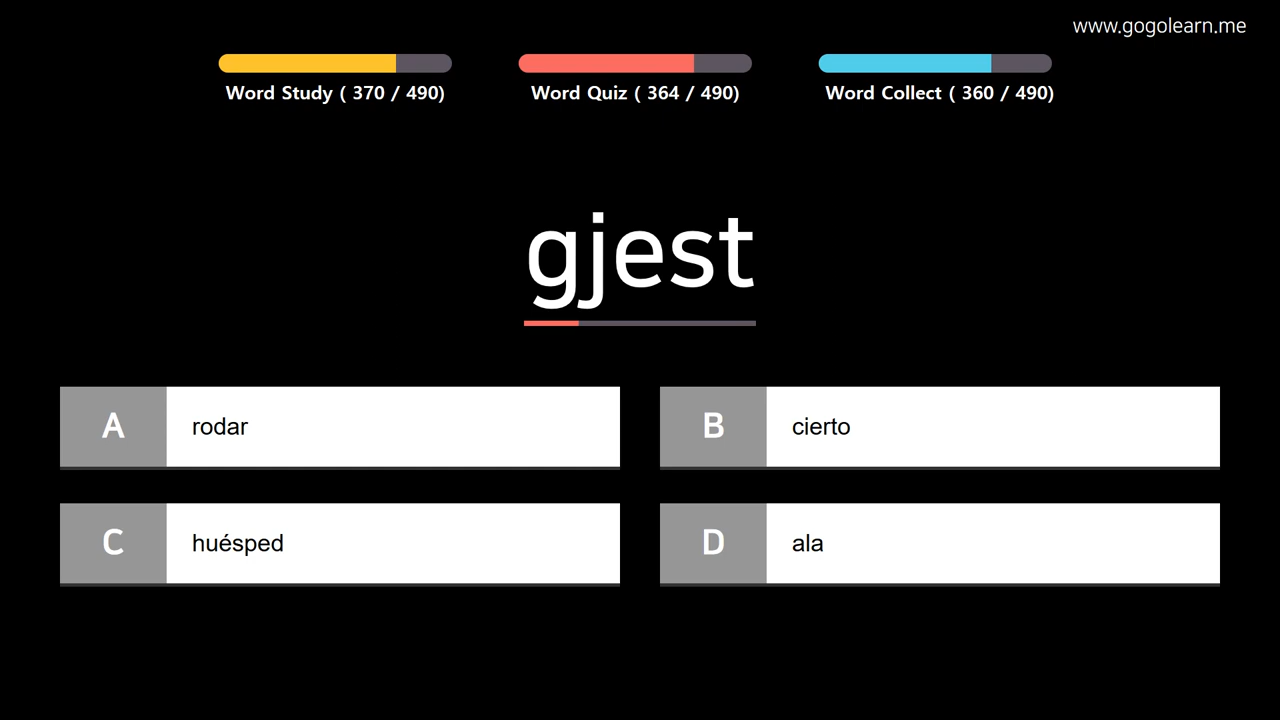 www.gogolearn.me
Word Study ( 370 / 490)
Word Quiz ( 364 / 490)
Word Collect ( 360 / 490)
gjest
A rodar
B cierto
C huésped
D ala